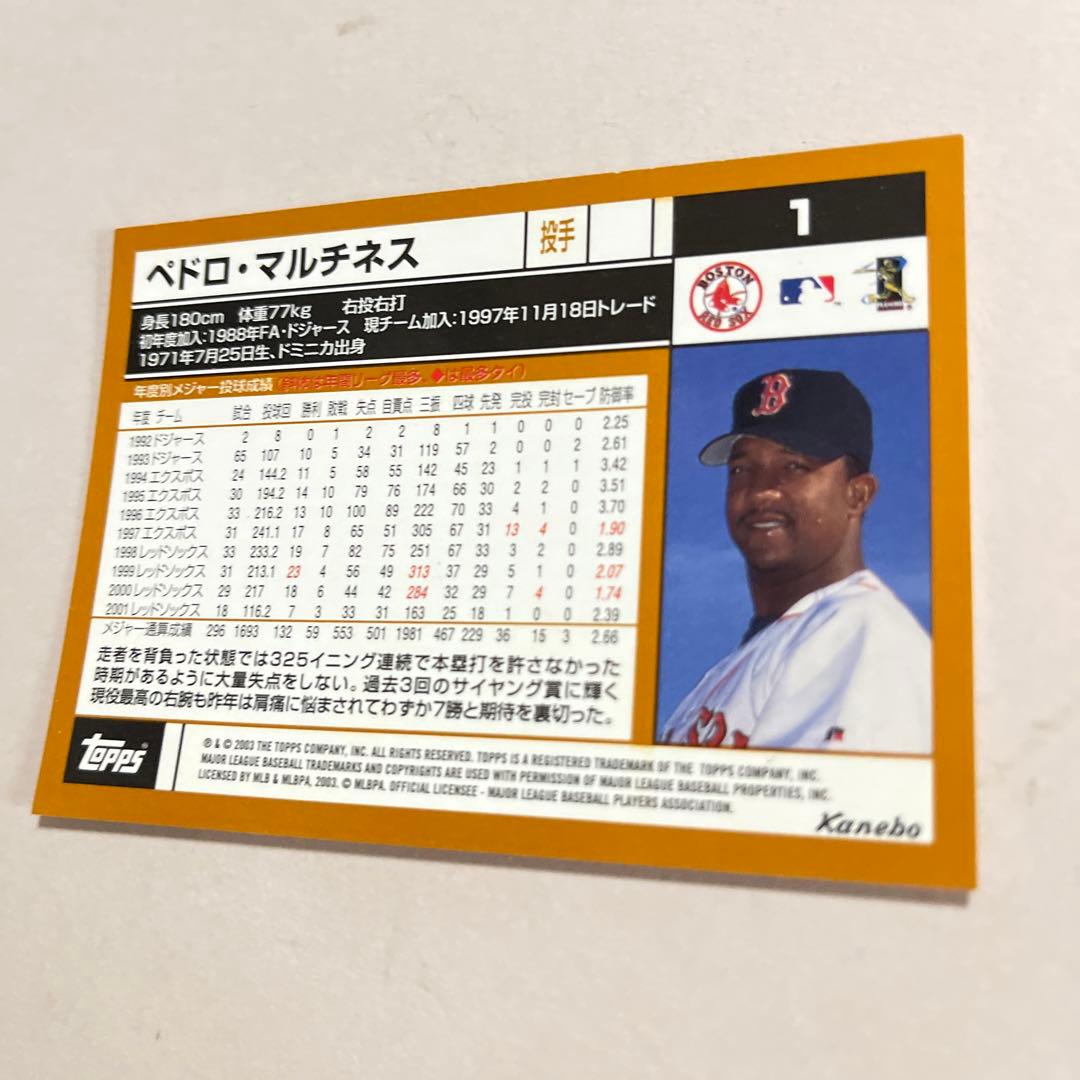 ペドロ・マルチネス
投手
1
身長180cm 体重77kg 右投右打
初年度加入:1988年FA・ドジャース 現チーム加入:1997年11月18日トレード
1971年7月25日生、ドミニカ出身
BOSTON
RED SOX
年度別メジャー投球成績(斜体は年間リーグ最多、◆は最多タイ)
年度 チーム 試合 投球回 勝利 敗戦 失点 自責点 三振 四球 先発 完投 完封 セーブ 防御率
1992 ドジャース 2 8 0 1 2 2 8 1 1 0 0 0 2.25
1993 ドジャース 65 107 10 5 34 31 119 57 2 0 0 2 2.61
1994 エクスポス 24 144.2 11 5 58 55 142 45 23 1 1 1 3.42
1995 エクスポス 30 194.2 14 10 79 76 174 66 30 2 2 0 3.51
1996 エクスポス 33 216.2 13 10 100 89 222 70 33 4 1 0 3.70
1997 エクスポス 31 241.1 17 8 65 51 305 67 31 13 4 0 1.90
1998 レッドソックス 33 233.2 19 7 82 75 251 67 33 3 2 0 2.89
1999 レッドソックス 31 213.1 23 4 56 49 313 37 29 5 1 0 2.07
2000 レッドソックス 29 217 18 6 44 42 284 32 29 7 4 0 1.74
2001 レッドソックス 18 116.2 7 3 33 31 163 25 18 1 0 0 2.39
メジャー通算成績 296 1693 132 59 553 501 1981 467 229 36 15 3 2.66
走者を背負った状態では325イニング連続で本塁打を許さなかった
時期があるように大量失点をしない。過去3回のサイヤング賞に輝く
現役最高の右腕も昨年は肩痛に悩まされてわずか7勝と期待を裏切った。
topps
® & © 2003 THE TOPPS COMPANY, INC. ALL RIGHTS RESERVED. TOPPS IS A REGISTERED TRADEMARK OF THE TOPPS COMPANY, INC.
MAJOR LEAGUE BASEBALL TRADEMARKS AND COPYRIGHTS ARE USED WITH PERMISSION OF MAJOR LEAGUE BASEBALL PROPERTIES, INC.
LICENSED BY MLB & MLBPA, 2003. © MLBPA. OFFICIAL LICENSEE - MAJOR LEAGUE BASEBALL PLAYERS ASSOCIATION.
Kanebo
B